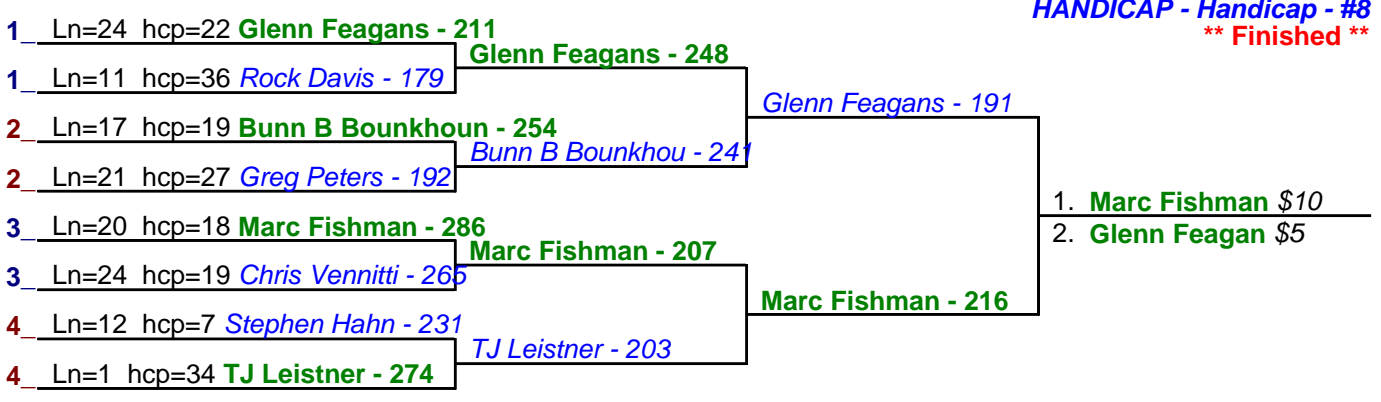 HANDICAP - Handicap - #8
** Finished **
1_ Ln=24 hcp=22 Glenn Feagans - 211
Glenn Feagans - 248
1_ Ln=11 hcp=36 Rock Davis - 179
Glenn Feagans - 191
2_ Ln=17 hcp=19 Bunn B Bounkhoun - 254
Bunn B Bounkhou - 241
2_ Ln=21 hcp=27 Greg Peters - 192
1. Marc Fishman $10
2. Glenn Feagan $5
3_ Ln=20 hcp=18 Marc Fishman - 286
Marc Fishman - 207
3_ Ln=24 hcp=19 Chris Vennitti - 265
Marc Fishman - 216
4_ Ln=12 hcp=7 Stephen Hahn - 231
TJ Leistner - 203
4_ Ln=1 hcp=34 TJ Leistner - 274